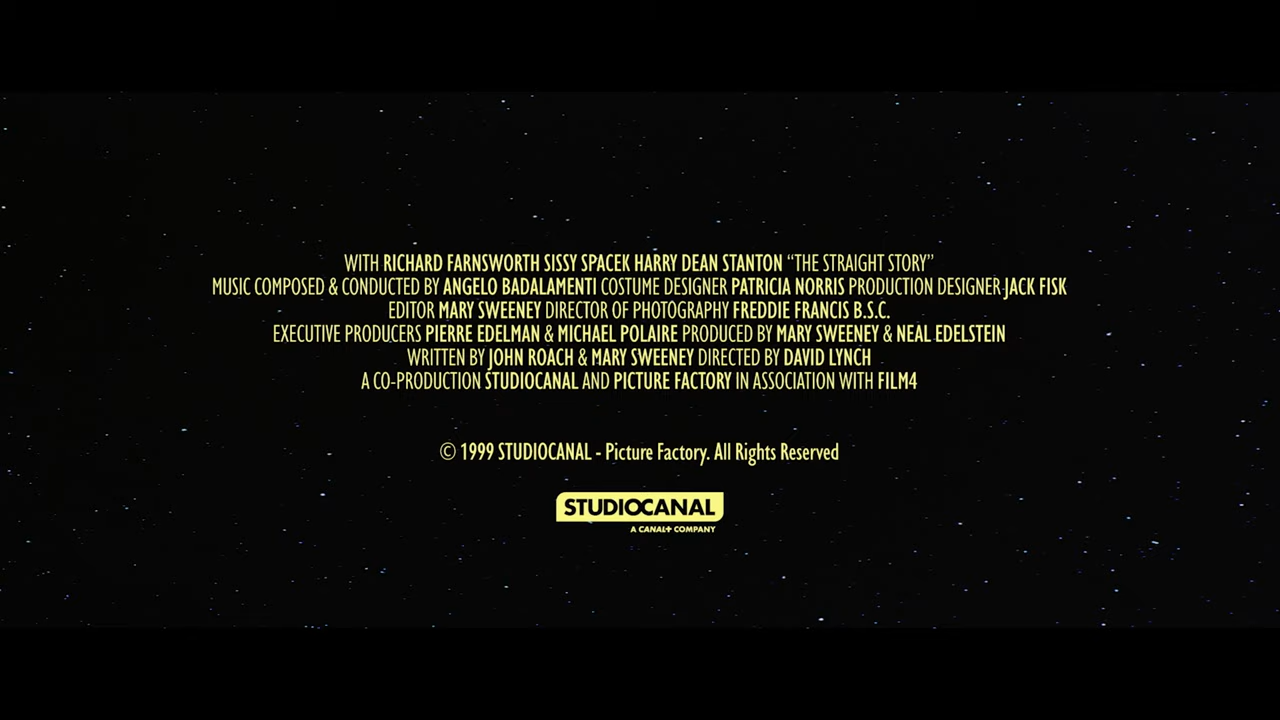 WITH RICHARD FARNSWORTH SISSY SPACEK HARRY DEAN STANTON “THE STRAIGHT STORY”
MUSIC COMPOSED & CONDUCTED BY ANGELO BADALAMENTI COSTUME DESIGNER PATRICIA NORRIS PRODUCTION DESIGNER JACK FISK
EDITOR MARY SWEENEY DIRECTOR OF PHOTOGRAPHY FREDDIE FRANCIS B.S.C.
EXECUTIVE PRODUCERS PIERRE EDELMAN & MICHAEL POLAIRE PRODUCED BY MARY SWEENEY & NEAL EDELSTEIN
WRITTEN BY JOHN ROACH & MARY SWEENEY DIRECTED BY DAVID LYNCH
A CO-PRODUCTION STUDIOCANAL AND PICTURE FACTORY IN ASSOCIATION WITH FILM4
© 1999 STUDIOCANAL - Picture Factory. All Rights Reserved
STUDIOCANAL
A CANAL+ COMPANY